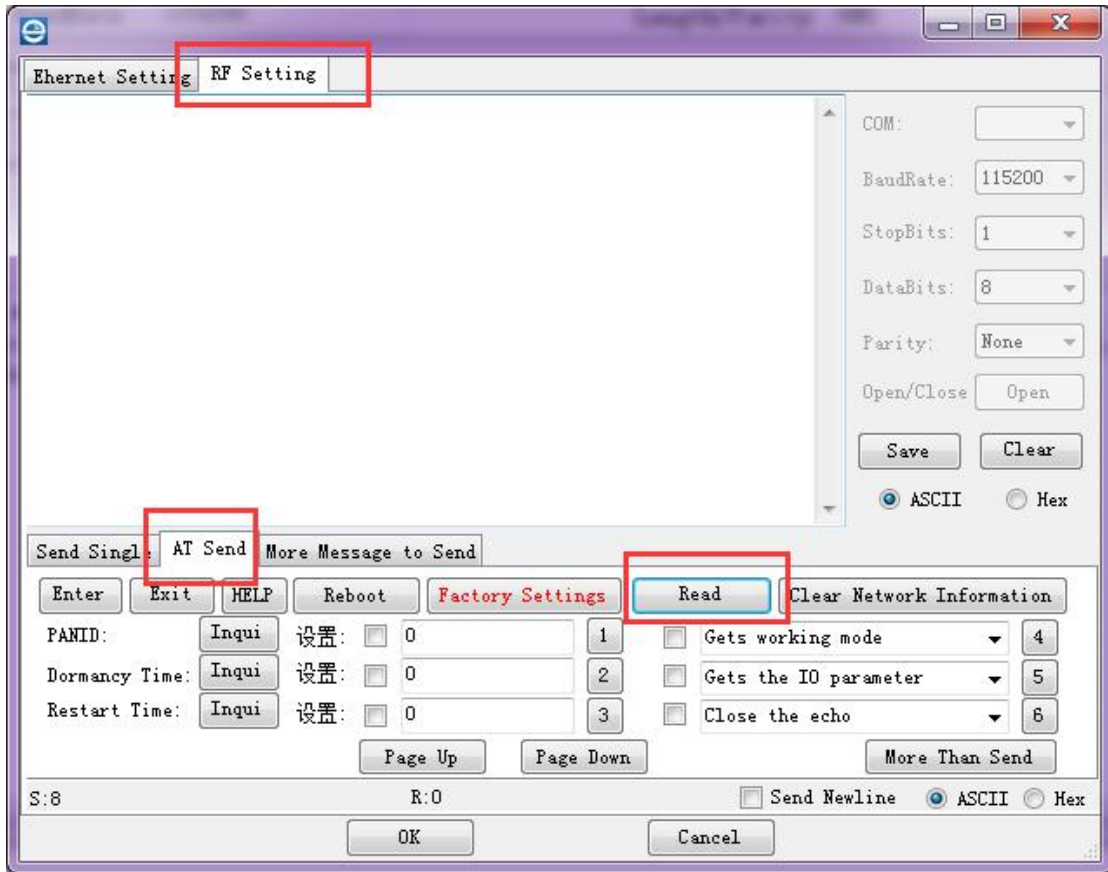 Ehernet Setting RF Setting
COM:
BaudRate: 115200
StopBits: 1
DataBits: 8
Parity: None
Open/Close Open
Save Clear
ASCII Hex
Send Single AT Send More Message to Send
Enter Exit HELP Reboot Factory Settings Read Clear Network Information
PANID: Inqui 设置: 0 1 Gets working mode 4
Dormancy Time: Inqui 设置: 0 2 Gets the IO parameter 5
Restart Time: Inqui 设置: 0 3 Close the echo 6
Page Up Page Down More Than Send
S:8 R:0 Send Newline ASCII Hex
OK Cancel